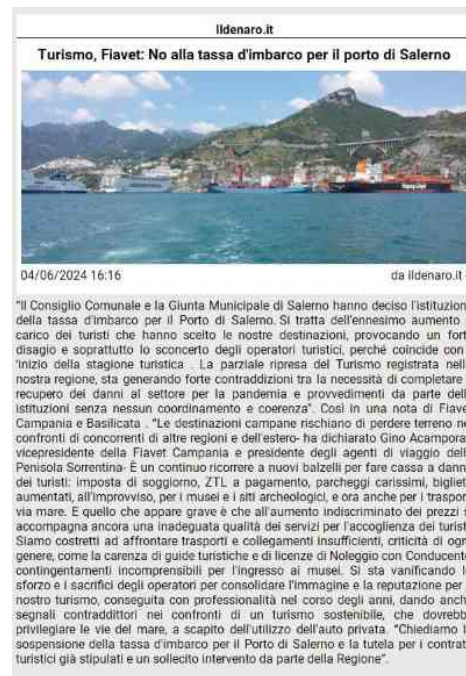 Ildenaro.it
Turismo, Fiavet: No alla tassa d'imbarco per il porto di Salerno
04/06/2024 16:16
da ildenaro.it
"Il Consiglio Comunale e la Giunta Municipale di Salerno hanno deciso l'istituzion
della tassa d'imbarco per il Porto di Salerno. Si tratta dell'ennesimo aumento
carico dei turisti che hanno scelto le nostre destinazioni, provocando un fort
disagio e soprattutto lo sconcerto degli operatori turistici, perché coincide con
'inizio della stagione turistica . La parziale ripresa del Turismo registrata nell
nostra regione, sta generando forte contraddizioni tra la necessità di completare
recupero dei danni al settore per la pandemia e provvedimenti da parte dell
istituzioni senza nessun coordinamento e coerenza". Così in una nota di Fiave
Campania e Basilicata . "Le destinazioni campane rischiano di perdere terreno ne
confronti di concorrenti di altre regioni e dell'estero- ha dichiarato Gino Acampora
vicepresidente della Fiavet Campania e presidente degli agenti di viaggio dell
Penisola Sorrentina- È un continuo ricorrere a nuovi balzelli per fare cassa a dann
dei turisti: imposta di soggiorno, ZTL a pagamento, parcheggi carissimi, bigliet
aumentati, all'improvviso, per i musei e i siti archeologici, e ora anche per i traspor
via mare. E quello che appare grave è che all'aumento indiscriminato dei prezzi s
accompagna ancora una inadeguata qualità dei servizi per l'accoglienza dei turist
Siamo costretti ad affrontare trasporti e collegamenti insufficienti, criticità di ogn
genere, come la carenza di guide turistiche e di licenze di Noleggio con Conducent
contingentamenti incomprensibili per l'ingresso ai musei. Si sta vanificando l
sforzo e i sacrifici degli operatori per consolidare l'immagine e la reputazione per
nostro turismo, conseguita con professionalità nel corso degli anni, dando anch
segnali contraddittori nei confronti di un turismo sostenibile, che dovrebb
privilegiare le vie del mare, a scapito dell'utilizzo dell'auto privata. "Chiediamo l
sospensione della tassa d'imbarco per il Porto di Salerno e la tutela per i contrat
turistici già stipulati e un sollecito intervento da parte della Regione".